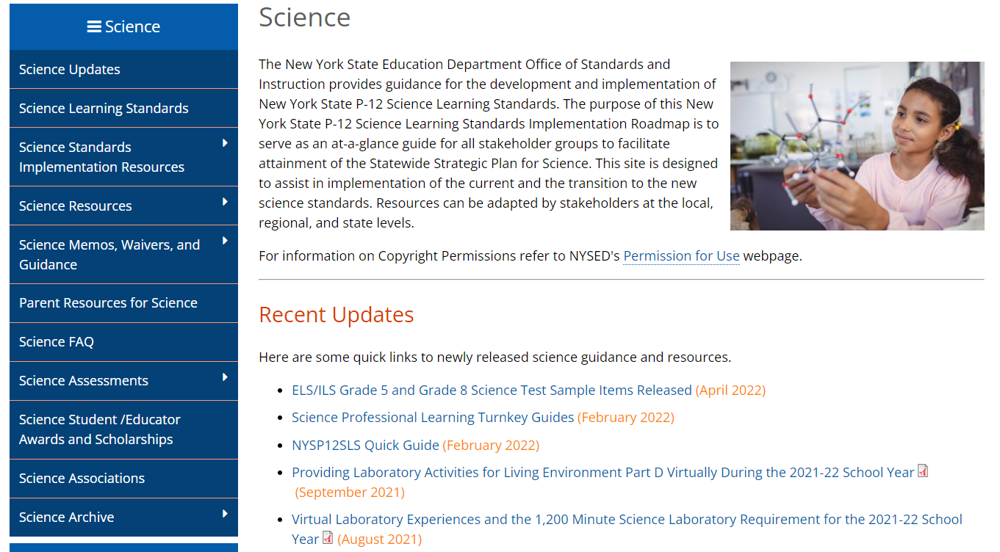 Science
Science Updates
Science Learning Standards
Science Standards
Implementation Resources
Science Resources
Science Memos, Waivers, and
Guidance
Parent Resources for Science
Science FAQ
Science Assessments
Science Student /Educator
Awards and Scholarships
Science Associations
Science Archive
Science
The New York State Education Department Office of Standards and
Instruction provides guidance for the development and implementation of
New York State P-12 Science Learning Standards. The purpose of this New
York State P-12 Science Learning Standards Implementation Roadmap is to
serve as an at-a-glance guide for all stakeholder groups to facilitate
attainment of the Statewide Strategic Plan for Science. This site is designed
to assist in implementation of the current and the transition to the new
science standards. Resources can be adapted by stakeholders at the local,
regional, and state levels.
For information on Copyright Permissions refer to NYSED's Permission for Use webpage.
Recent Updates
Here are some quick links to newly released science guidance and resources.
• ELS/ILS Grade 5 and Grade 8 Science Test Sample Items Released (April 2022)
• Science Professional Learning Turnkey Guides (February 2022)
• NYSP12SLS Quick Guide (February 2022)
• Providing Laboratory Activities for Living Environment Part D Virtually During the 2021-22 School Year
(September 2021)
• Virtual Laboratory Experiences and the 1,200 Minute Science Laboratory Requirement for the 2021-22 School
Year (August 2021)